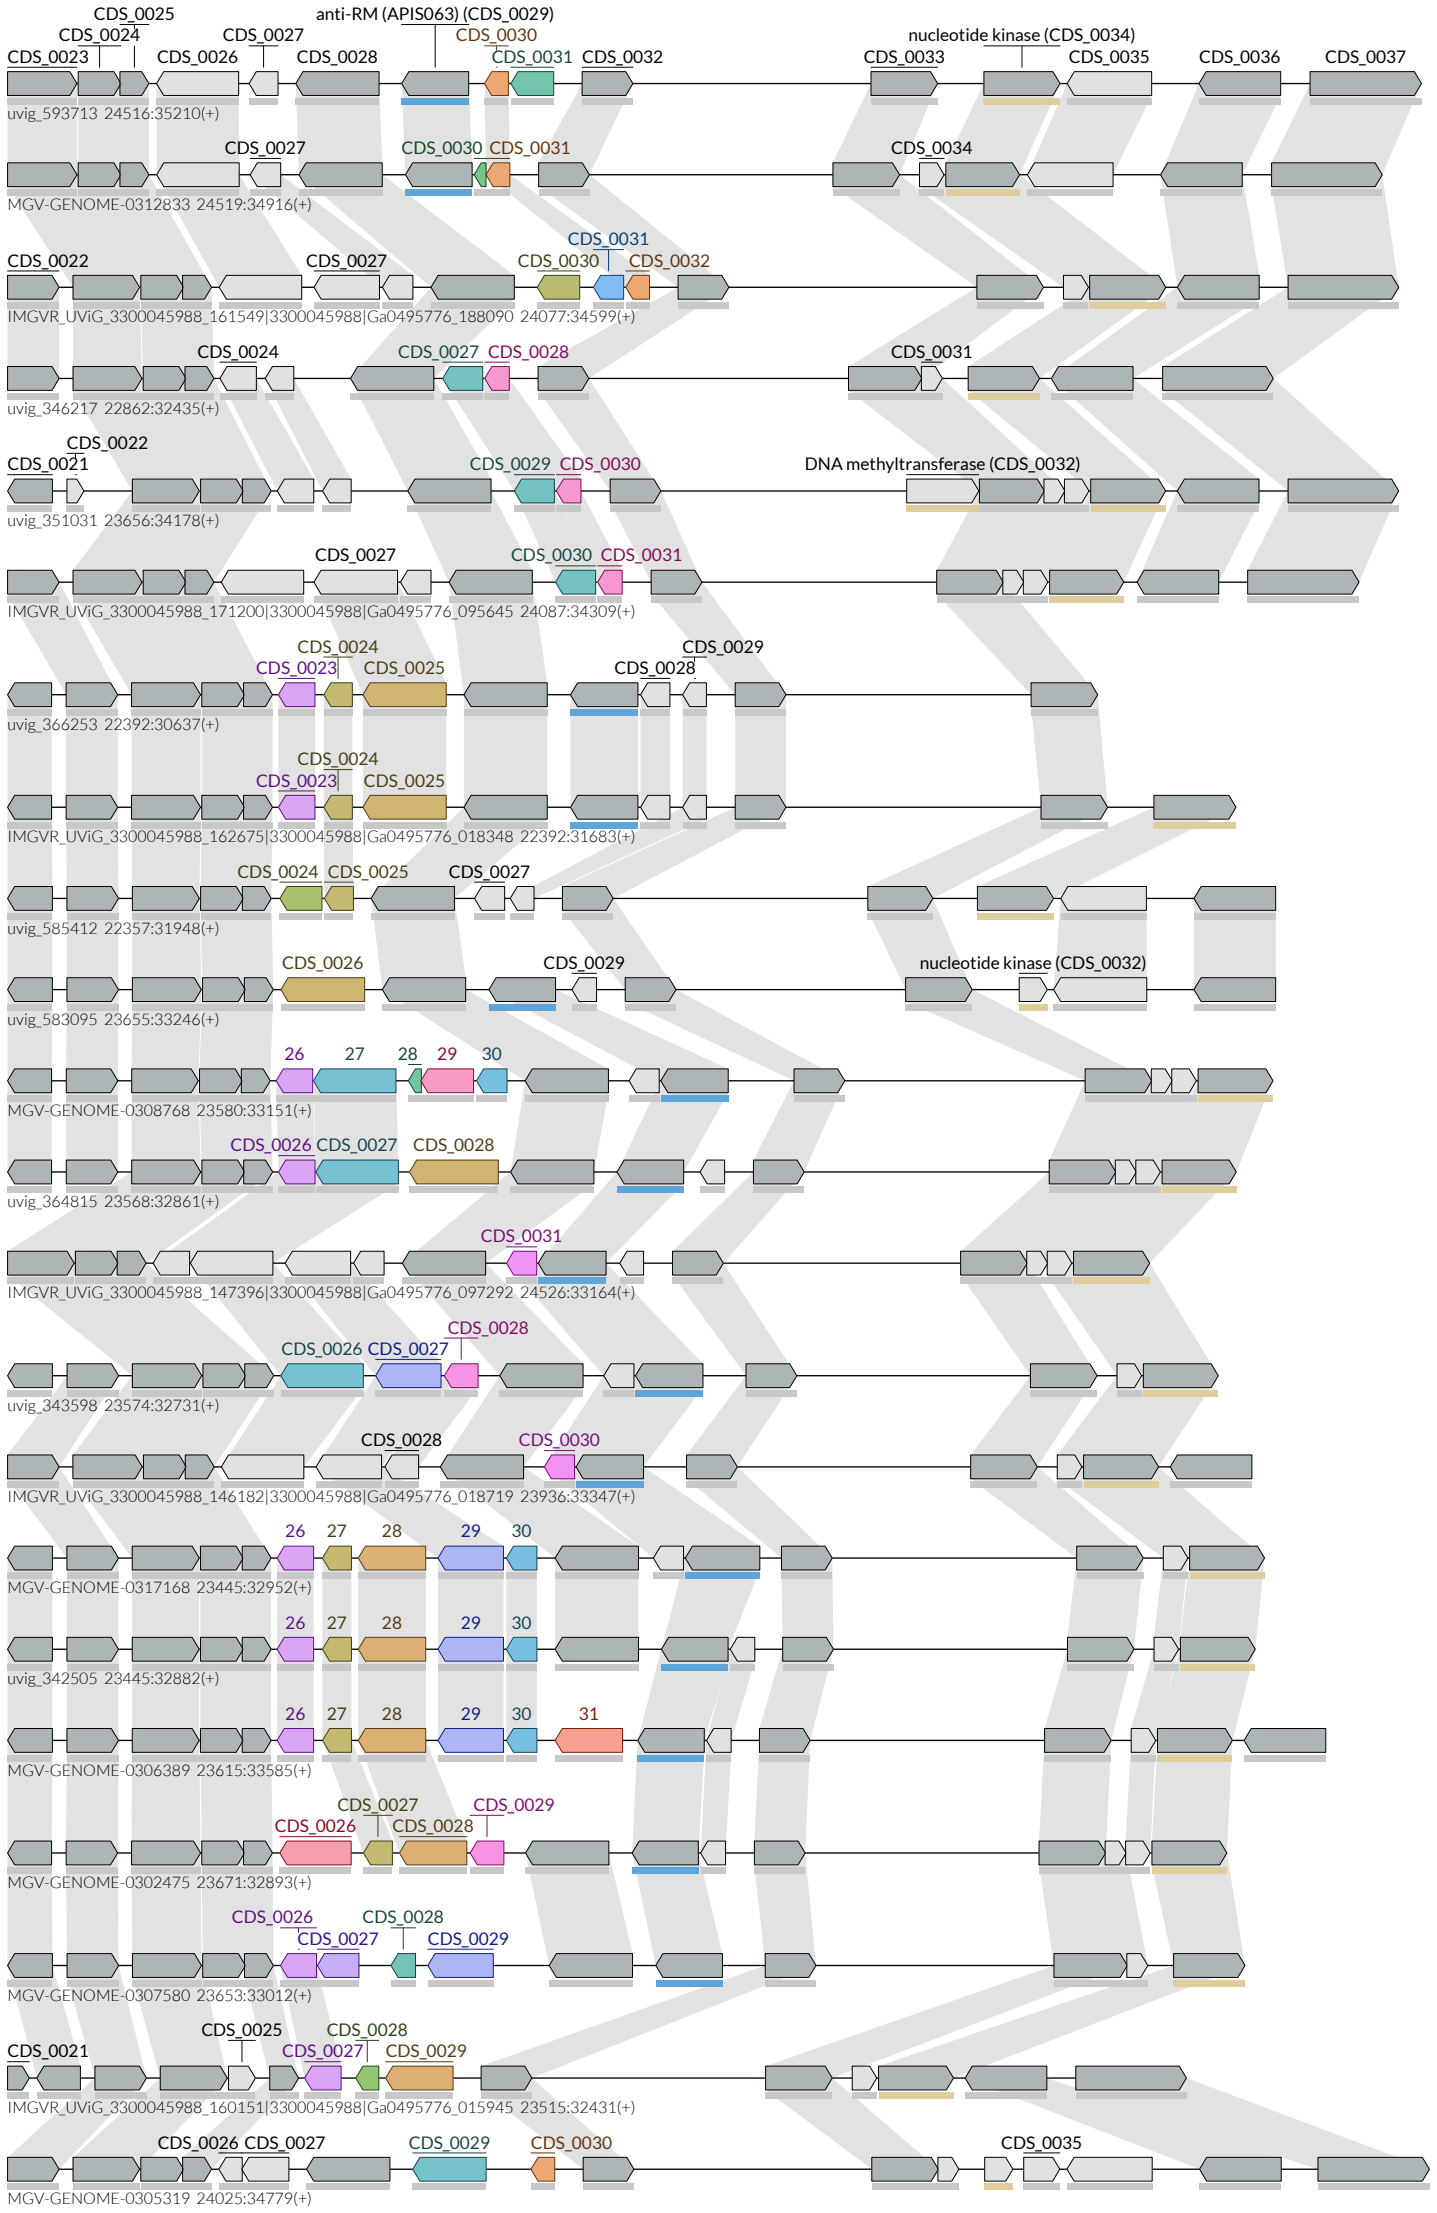 CDS_0025
anti-RM (APIS063) (CDS_0029)
CDS_0024 CDS_0027 CDS_0030 nucleotide kinase (CDS_0034)
CDS_0023 CDS_0026 CDS_0028 CDS_0031 CDS_0032 CDS_0033 CDS_0035 CDS_0036 CDS_0037
uvig_593713 24516:35210(+)
CDS_0027 CDS_0030 CDS_0031 CDS_0034
MGV-GENOME-0312833 24519:34916(+)
CDS_0031
CDS_0022 CDS_0027 CDS_0030 CDS_0032
IMGVR_UViG_3300045988_161549|3300045988|Ga0495776_188090 24077:34599(+)
CDS_0024 CDS_0027 CDS_0028 CDS_0031
uvig_346217 22862:32435(+)
CDS_0022
CDS_0021 CDS_0029 CDS_0030 DNA methyltransferase (CDS_0032)
uvig_351031 23656:34178(+)
CDS_0027 CDS_0030 CDS_0031
IMGVR_UViG_3300045988_171200|3300045988|Ga0495776_095645 24087:34309(+)
CDS_0024 CDS_0029
CDS_0023 CDS_0025 CDS_0028
uvig_366253 22392:30637(+)
CDS_0024
CDS_0023 CDS_0025
IMGVR_UViG_3300045988_162675|3300045988|Ga0495776_018348 22392:31683(+)
CDS_0024 CDS_0025 CDS_0027
uvig_585412 22357:31948(+)
CDS_0026 CDS_0029 nucleotide kinase (CDS_0032)
uvig_583095 23655:33246(+)
26 27 28 29 30
MGV-GENOME-0308768 23580:33151(+)
CDS_0026 CDS_0027 CDS_0028
uvig_364815 23568:32861(+)
CDS_0031
IMGVR_UViG_3300045988_147396|3300045988|Ga0495776_097292 24526:33164(+)
CDS_0028
CDS_0026 CDS_0027
uvig_343598 23574:32731(+)
CDS_0028 CDS_0030
IMGVR_UViG_3300045988_146182|3300045988|Ga0495776_018719 23936:33347(+)
26 27 28 29 30
MGV-GENOME-0317168 23445:32952(+)
26 27 28 29 30
uvig_342505 23445:32882(+)
26 27 28 29 30 31
MGV-GENOME-0306389 23615:33585(+)
CDS_0027 CDS_0029
CDS_0026 CDS_0028
MGV-GENOME-0302475 23671:32893(+)
CDS_0026 CDS_0028
CDS_0027 CDS_0029
MGV-GENOME-0307580 23653:33012(+)
CDS_0025 CDS_0028
CDS_0021 CDS_0027 CDS_0029
IMGVR_UViG_3300045988_160151|3300045988|Ga0495776_015945 23515:32431(+)
CDS_0026 CDS_0027 CDS_0029 CDS_0030 CDS_0035
MGV-GENOME-0305319 24025:34779(+)